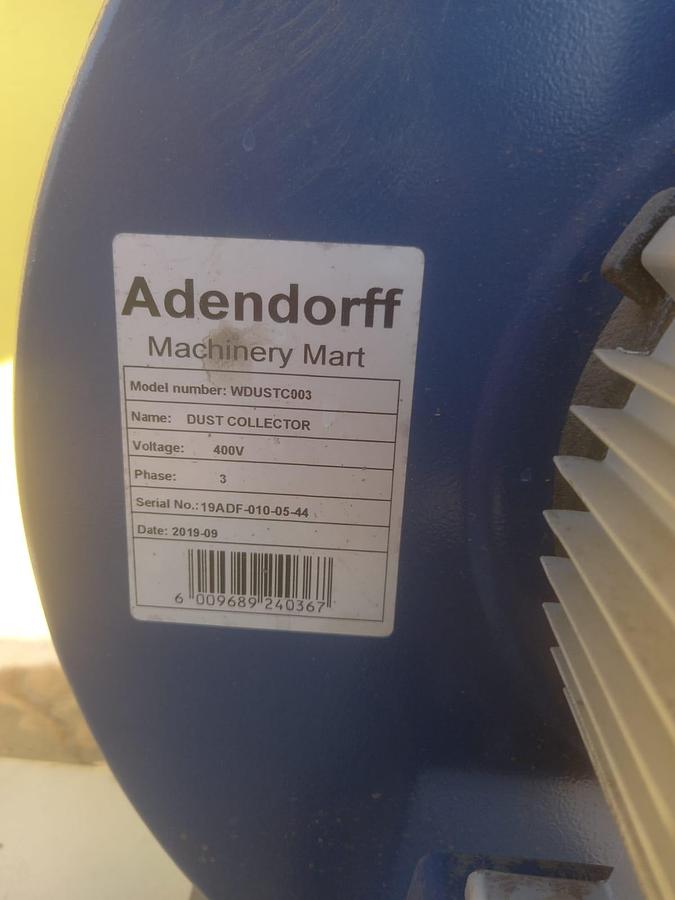 Adendorff
Machinery Mart
Model number: WDUSTC003
Name: DUST COLLECTOR
Voltage: 400V
Phase: 3
Serial No.: 19ADF-010-05-44
Date: 2019-09
6 009689 240367